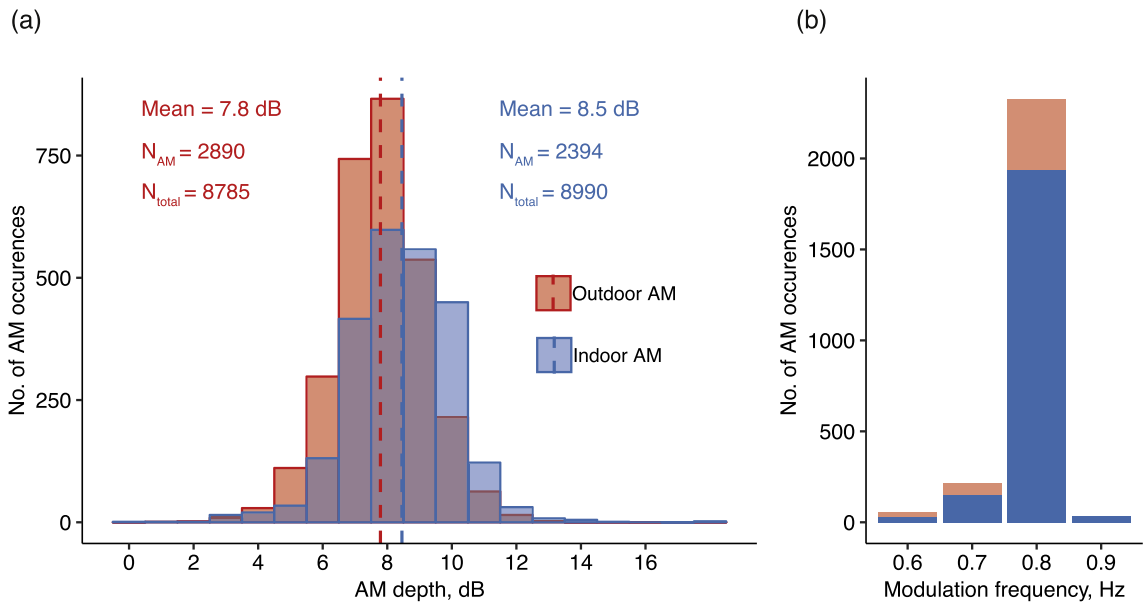 (a)
Mean = 7.8 dB
N_AM = 2890
N_total = 8785
Mean = 8.5 dB
N_AM = 2394
N_total = 8990
Outdoor AM
Indoor AM
No. of AM occurences
750
500
250
0
0 2 4 6 8 10 12 14 16
AM depth, dB
(b)
No. of AM occurences
2000
1500
1000
500
0
0.6 0.7 0.8 0.9
Modulation frequency, Hz